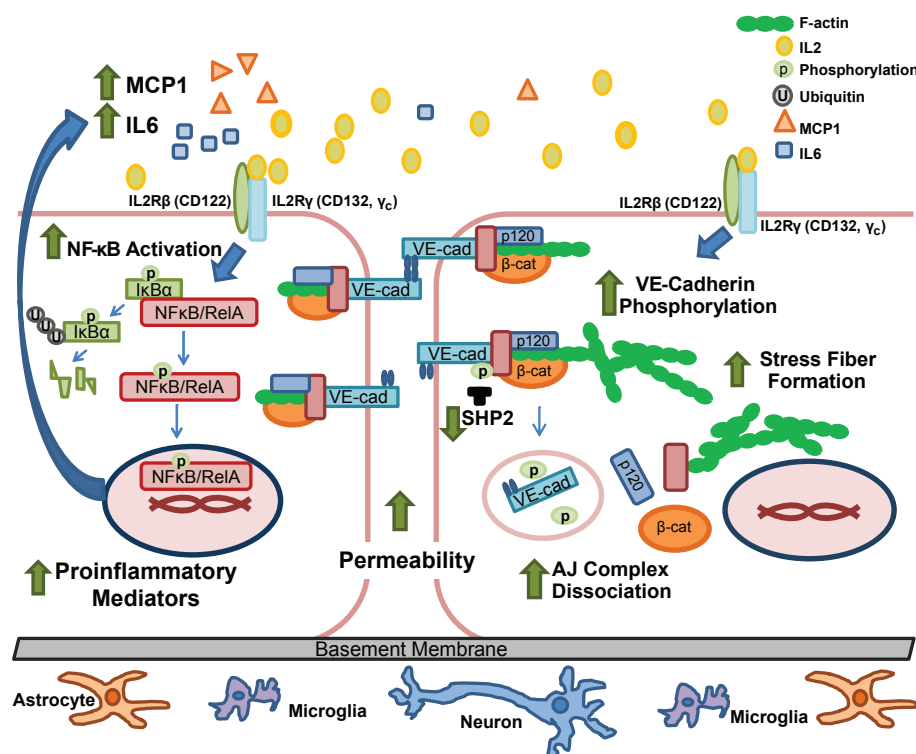 F-actin
IL2
p
Phosphorylation
U
Ubiquitin
MCP1
IL6
MCP1
IL6
IL2Rβ (CD122)
IL2Rγ (CD132, γc)
IL2Rβ (CD122)
IL2Rγ (CD132, γc)
NF-κB Activation
p
IκBα
NFκB/RelA
U
U
U
p
IκBα
p
NFκB/RelA
p
NFκB/RelA
Proinflammatory
Mediators
VE-cad
VE-cad
VE-cad
p120
β-cat
VE-Cadherin
Phosphorylation
VE-cad
p120
p
β-cat
SHP2
Stress Fiber
Formation
p
VE-cad
p
p120
β-cat
Permeability
AJ Complex
Dissociation
Basement Membrane
Astrocyte
Microglia
Neuron
Microglia